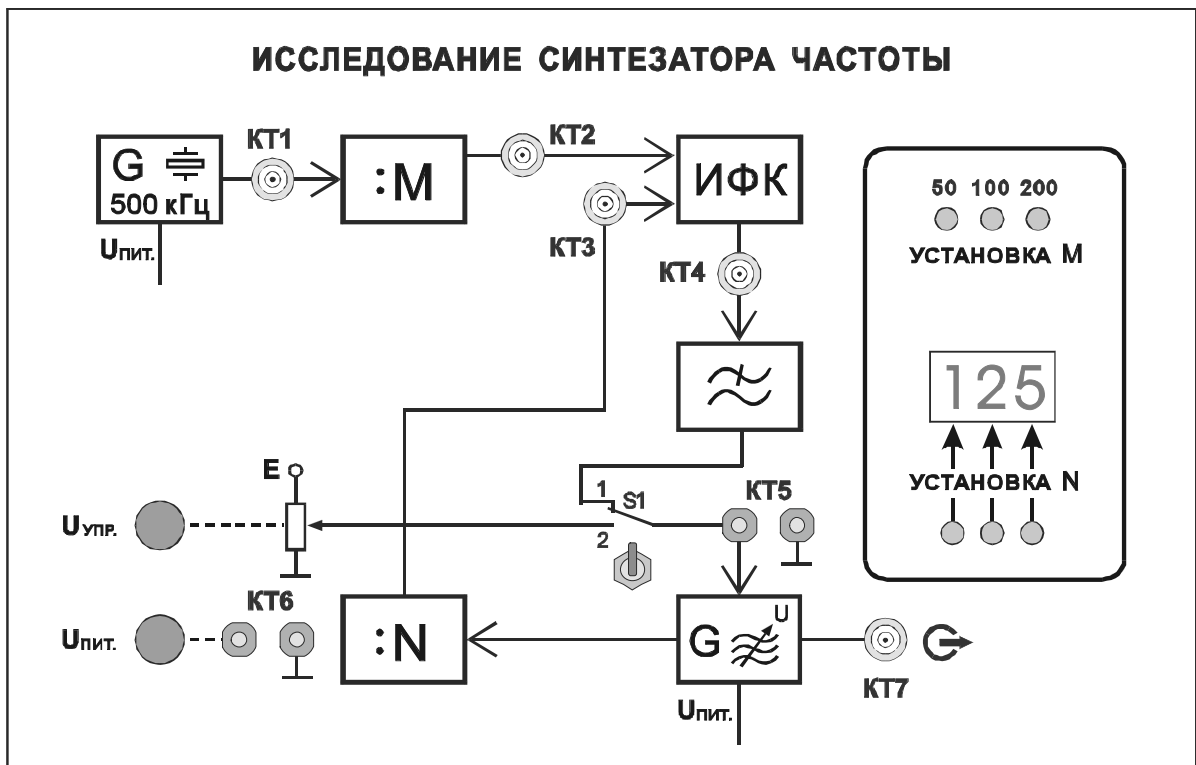 ИССЛЕДОВАНИЕ СИНТЕЗАТОРА ЧАСТОТЫ
КТ1
КТ2
G
500 кГц
:М
ИФК
Uпит.
КТ3
КТ4
50 100 200
УСТАНОВКА М
125
УСТАНОВКА N
Е
1
S1
КТ5
Uупр.
2
КТ6
Uпит.
:N
G
U
КТ7
Uпит.